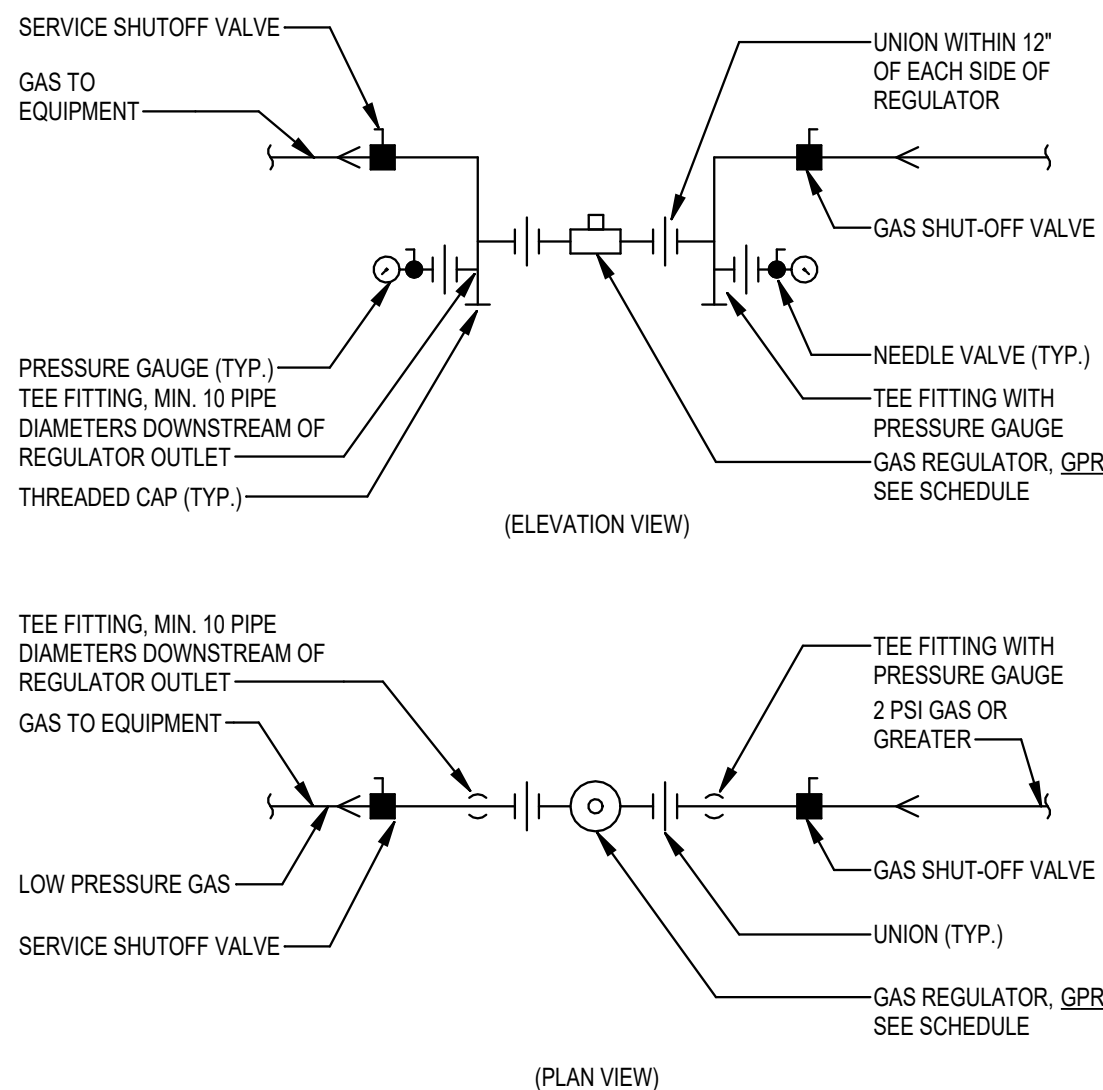 SERVICE SHUTOFF VALVE
GAS TO
EQUIPMENT
UNION WITHIN 12"
OF EACH SIDE OF
REGULATOR
GAS SHUT-OFF VALVE
PRESSURE GAUGE (TYP.)
TEE FITTING, MIN. 10 PIPE
DIAMETERS DOWNSTREAM OF
REGULATOR OUTLET
THREADED CAP (TYP.)
NEEDLE VALVE (TYP.)
TEE FITTING WITH
PRESSURE GAUGE
GAS REGULATOR, GPR
SEE SCHEDULE
(ELEVATION VIEW)
TEE FITTING, MIN. 10 PIPE
DIAMETERS DOWNSTREAM OF
REGULATOR OUTLET
GAS TO EQUIPMENT
TEE FITTING WITH
PRESSURE GAUGE
2 PSI GAS OR
GREATER
LOW PRESSURE GAS
SERVICE SHUTOFF VALVE
GAS SHUT-OFF VALVE
UNION (TYP.)
GAS REGULATOR, GPR
SEE SCHEDULE
(PLAN VIEW)